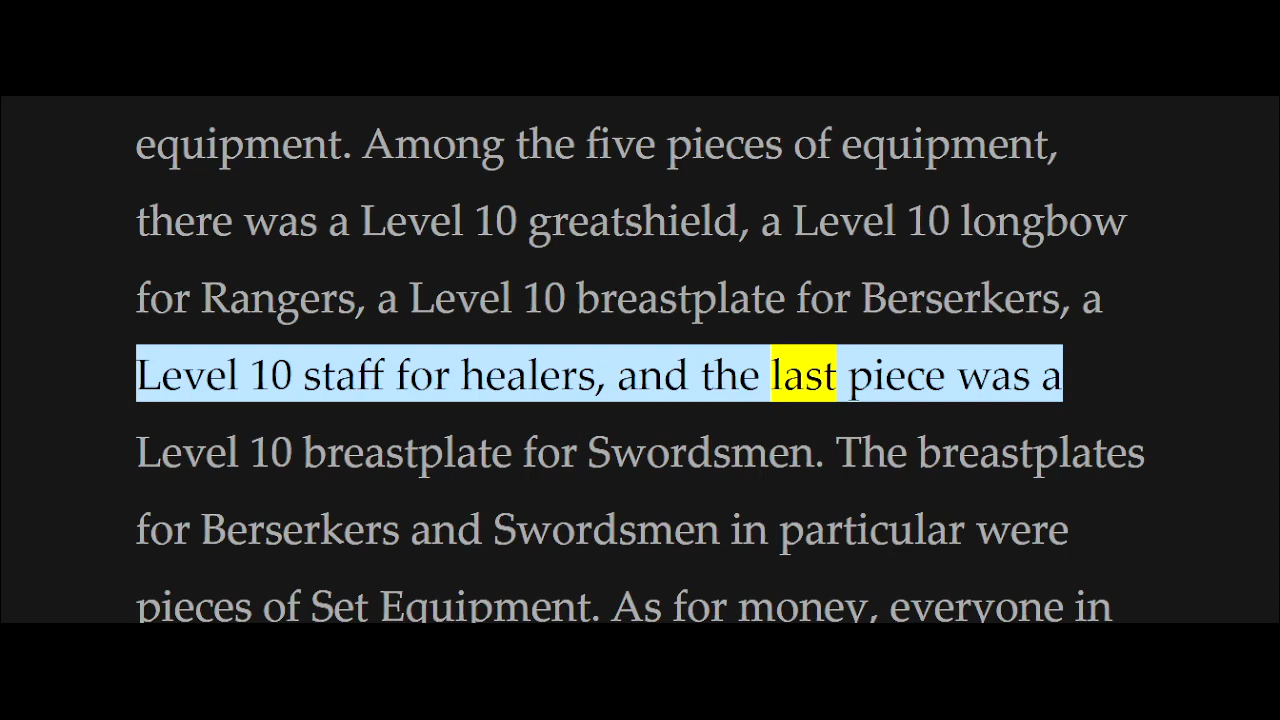 equipment. Among the five pieces of equipment,
there was a Level 10 greatshield, a Level 10 longbow
for Rangers, a Level 10 breastplate for Berserkers, a
Level 10 staff for healers, and the last piece was a
Level 10 breastplate for Swordsmen. The breastplates
for Berserkers and Swordsmen in particular were
pieces of Set Equipment. As for money, everyone in